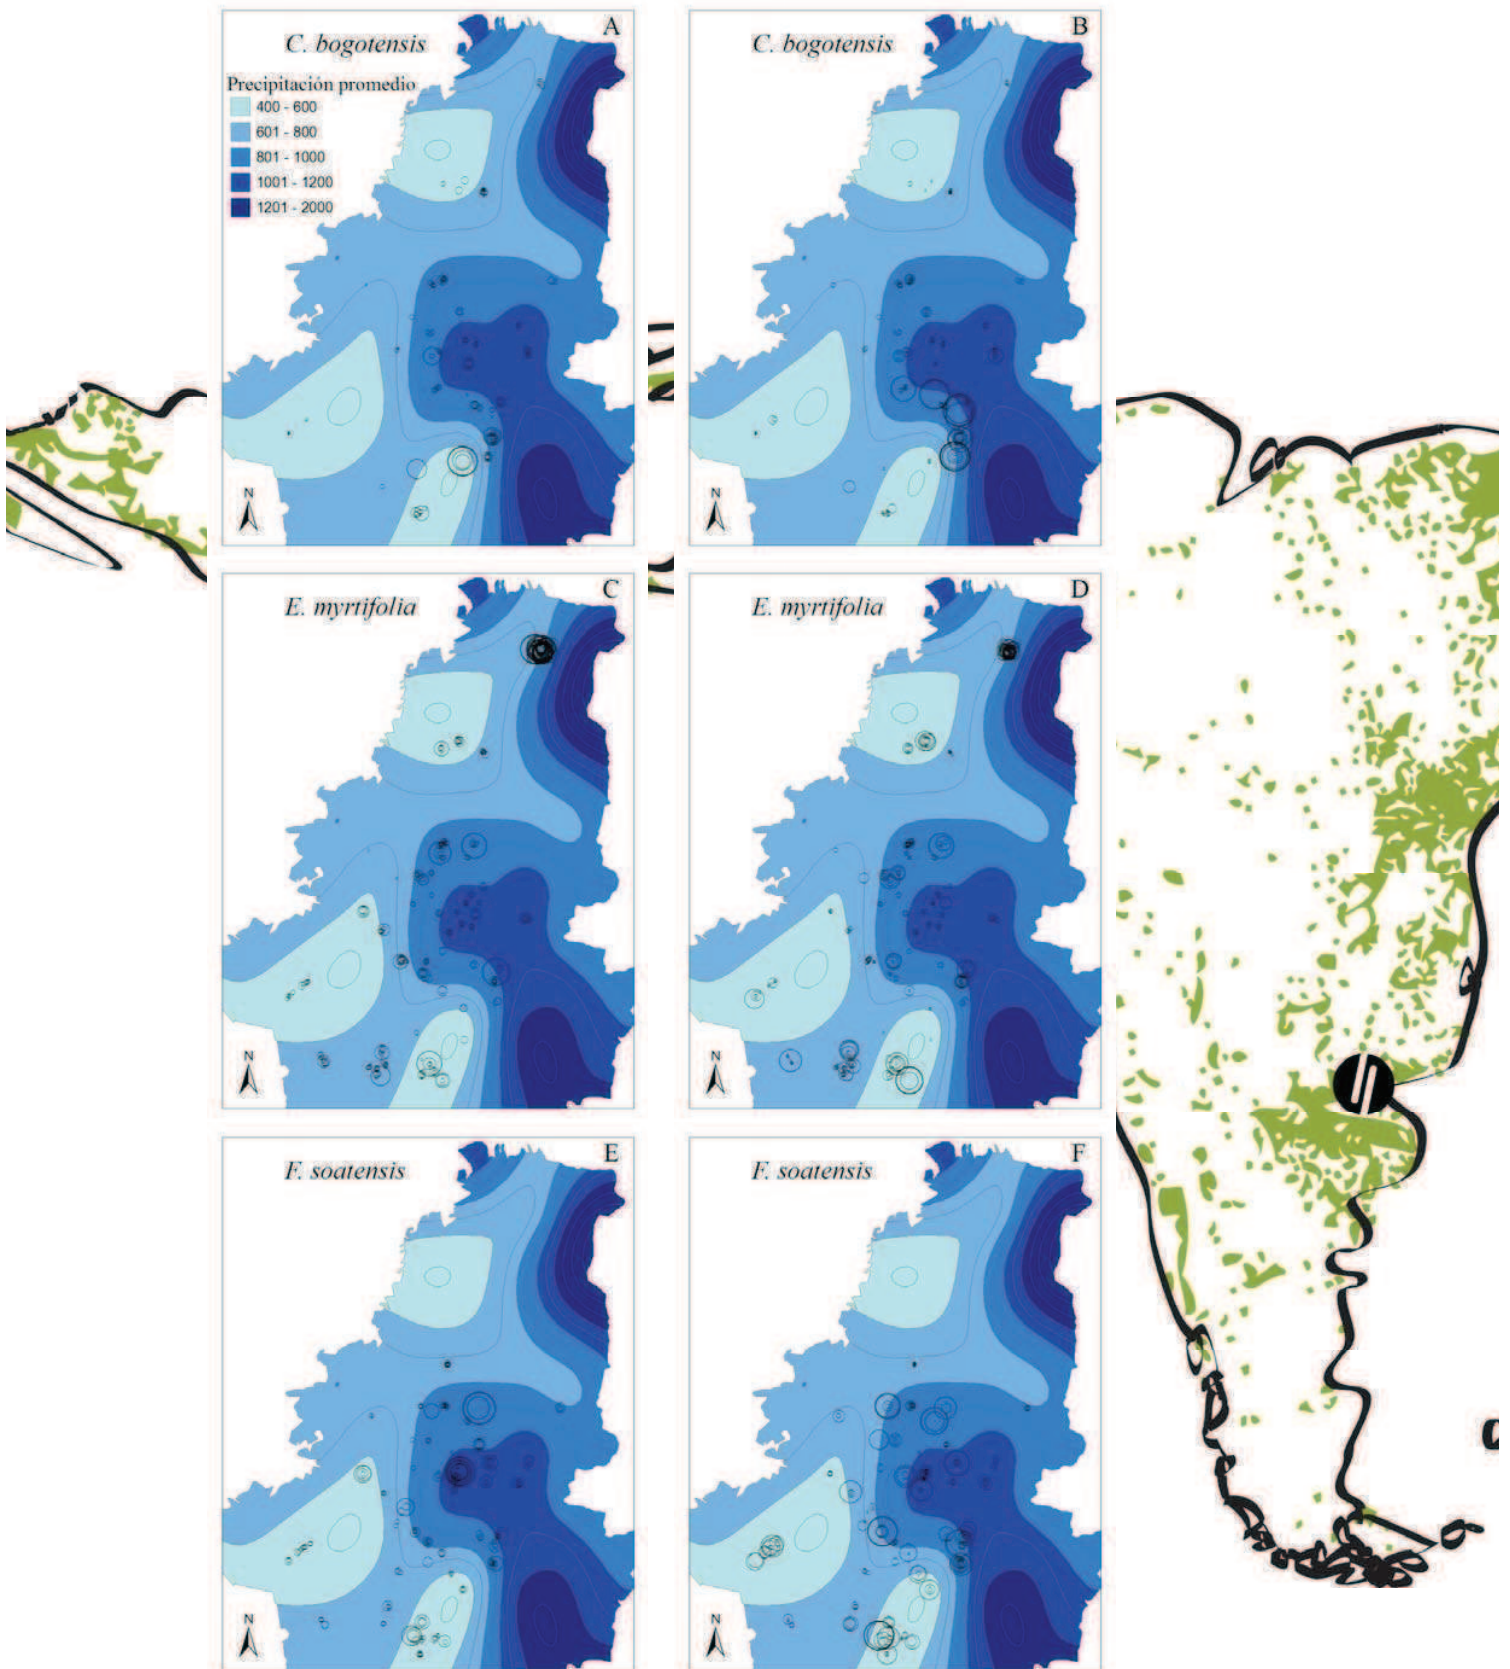 A
C. bogotensis
Precipitación promedio
400 - 600
601 - 800
801 - 1000
1001 - 1200
1201 - 2000
N
B
C. bogotensis
N
C
E. myrtifolia
N
D
E. myrtifolia
N
E
F. soatensis
N
F
F. soatensis
N